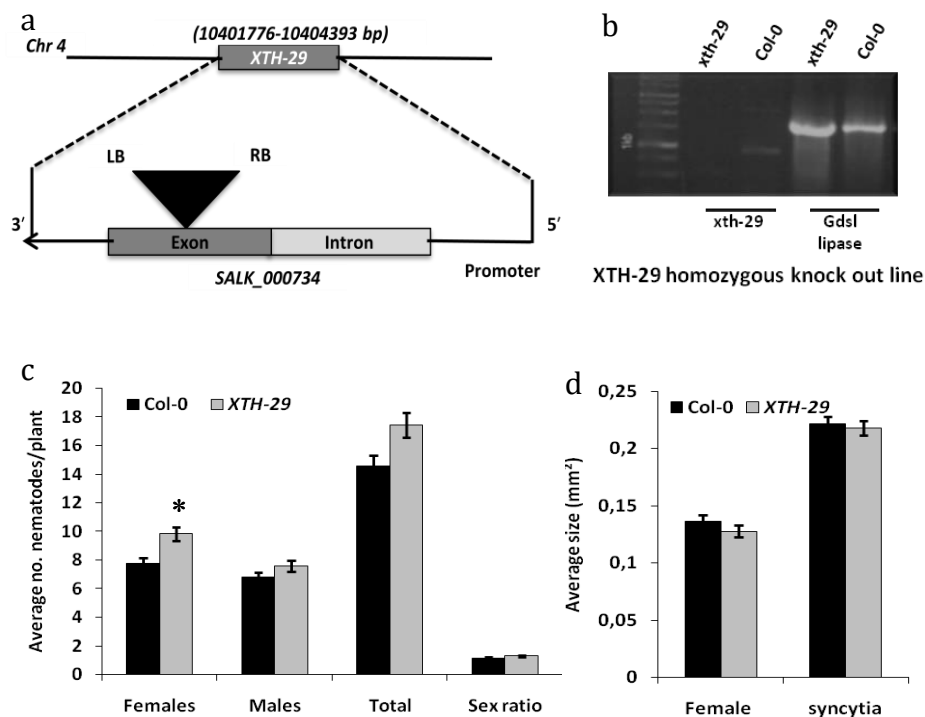 a
(10401776-10404393 bp)
Chr 4
XTH-29
LB
RB
3′
5′
Exon
Intron
SALK_000734
Promoter
b
xth-29
Col-0
xth-29
Col-0
1kb
xth-29
Gdsl
lipase
XTH-29 homozygous knock out line
c
Col-0
XTH-29
Average no. nematodes/plant
20
18
16
14
12
10
8
6
4
2
0
*
Females
Males
Total
Sex ratio
d
Col-0
XTH-29
Average size (mm²)
0,25
0,2
0,15
0,1
0,05
0
Female
syncytia